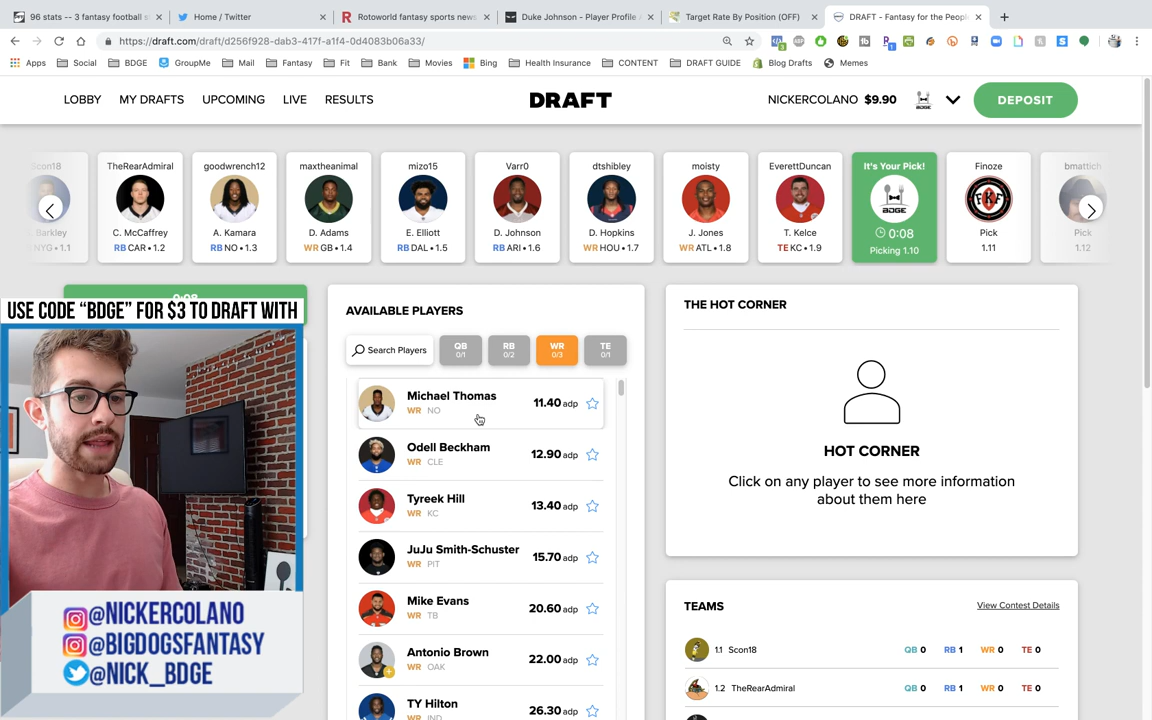 96 stats -- 3 fantasy football s
Home / Twitter
Rotoworld fantasy sports news
Duke Johnson - Player Profile /
Target Rate By Position (OFF)
DRAFT - Fantasy for the People
https://draft.com/draft/d256f928-dab3-417f-a1f4-0d4083b06a33/
Apps
Social
BDGE
GroupMe
Mail
Fantasy
Fit
Bank
Movies
Bing
Health Insurance
CONTENT
DRAFT GUIDE
Blog Drafts
Memes
LOBBY
MY DRAFTS
UPCOMING
LIVE
RESULTS
DRAFT
NICKERCOLANO $9.90
DEPOSIT
Scon18
Barkley
NYG • 1.1
TheRearAdmiral
C. McCaffrey
RB CAR • 1.2
goodwrench12
A. Kamara
RB NO • 1.3
maxtheanimal
D. Adams
WR GB • 1.4
mizo15
E. Elliott
RB DAL • 1.5
Varr0
D. Johnson
RB ARI • 1.6
dtshibley
D. Hopkins
WR HOU • 1.7
moisty
J. Jones
WR ATL • 1.8
EverettDuncan
T. Kelce
TE KC • 1.9
It's Your Pick!
BDGE
0:08
Picking 1.10
Finoze
FKF
Pick
1.11
bmattich
Pick
1.12
0:08
USE CODE "BDGE" FOR $3 TO DRAFT WITH
@NICKERCOLANO
@BIGDOGSFANTASY
@NICK_BDGE
AVAILABLE PLAYERS
Search Players
QB
0/1
RB
0/2
WR
0/3
TE
0/1
Michael Thomas
WR NO
11.40 adp
Odell Beckham
WR CLE
12.90 adp
Tyreek Hill
WR KC
13.40 adp
JuJu Smith-Schuster
WR PIT
15.70 adp
Mike Evans
WR TB
20.60 adp
Antonio Brown
WR OAK
22.00 adp
TY Hilton
WR IND
26.30 adp
THE HOT CORNER
HOT CORNER
Click on any player to see more information
about them here
TEAMS
View Contest Details
1.1 Scon18
QB 0 RB 1 WR 0 TE 0
1.2 TheRearAdmiral
QB 0 RB 1 WR 0 TE 0